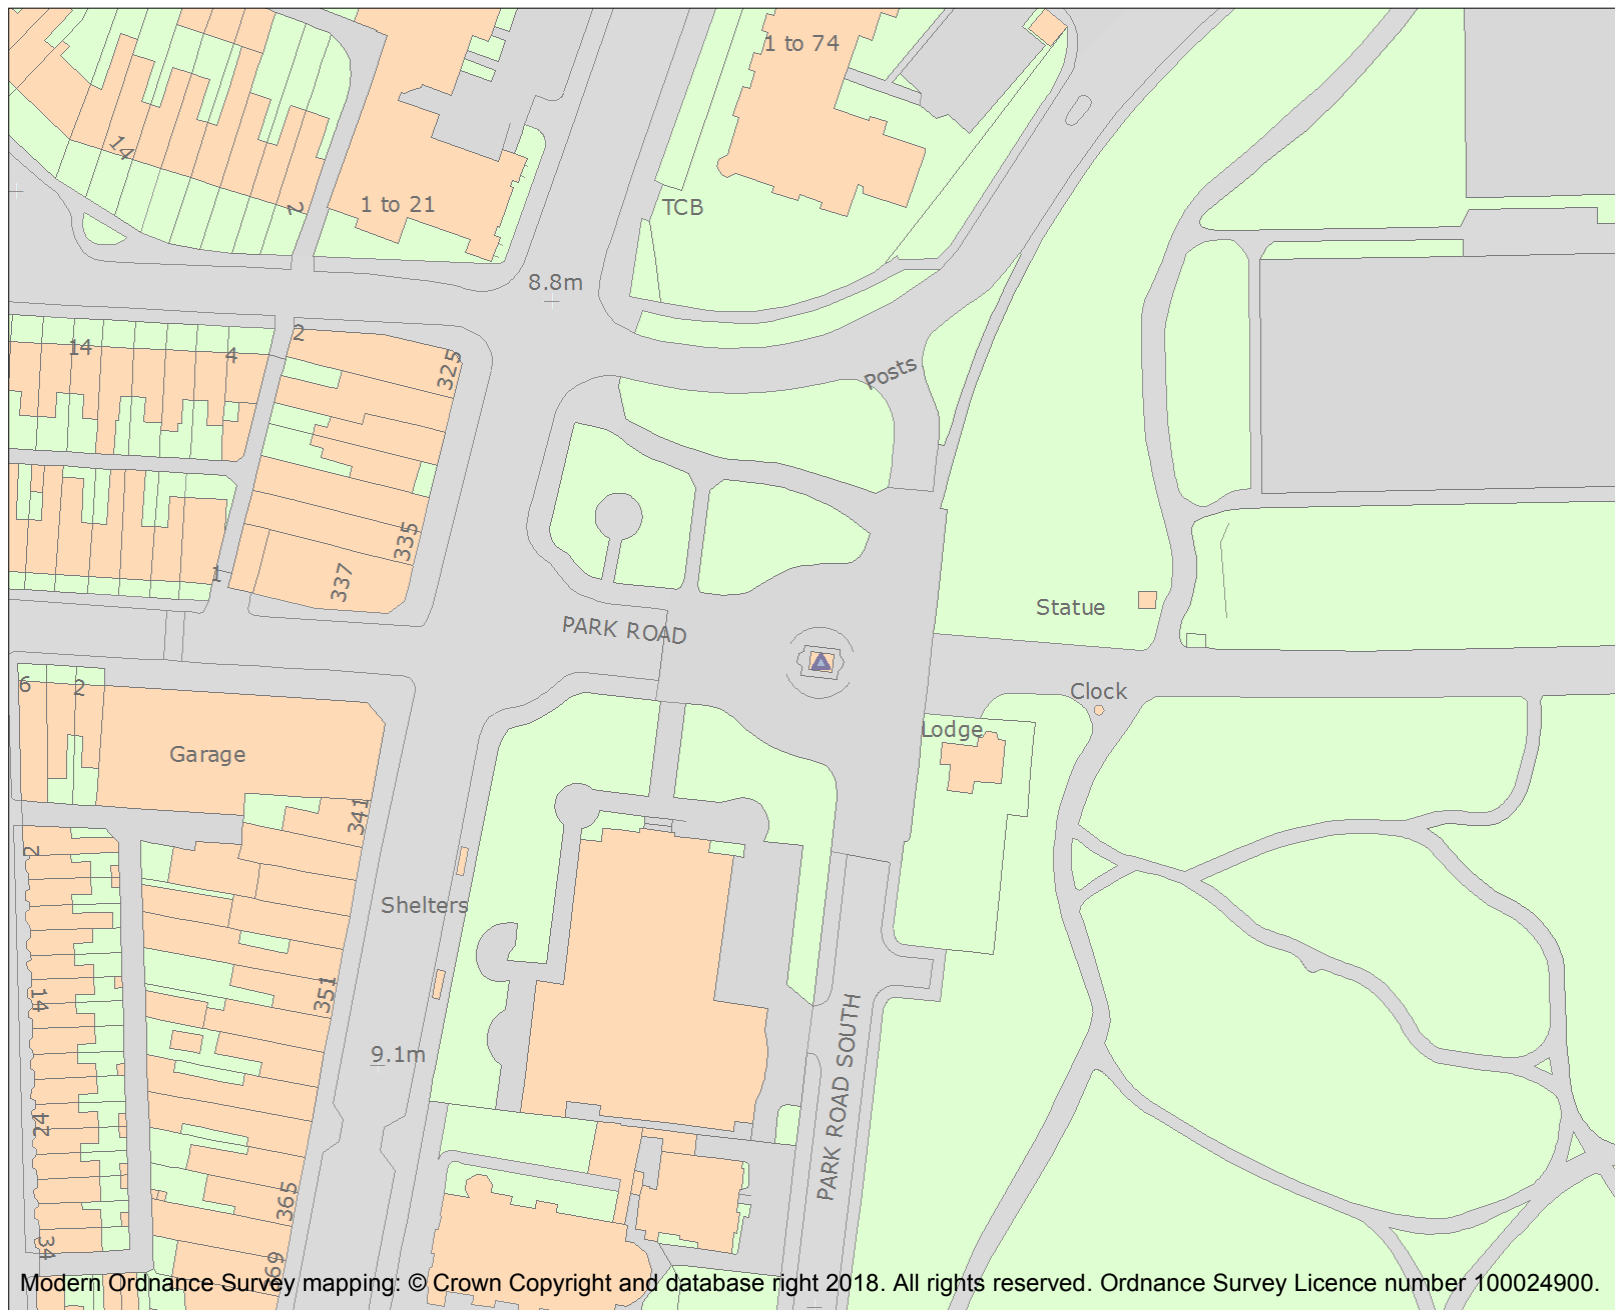 1 to 74
14
2
1 to 21
TCB
8.8m
2
14
4
325
Posts
335
337
1
PARK ROAD
Statue
6
2
Clock
Lodge
Garage
341
2
Shelters
351
14
9.1m
PARK ROAD SOUTH
24
365
34
369
Modern Ordnance Survey mapping: © Crown Copyright and database right 2018. All rights reserved. Ordnance Survey Licence number 100024900.